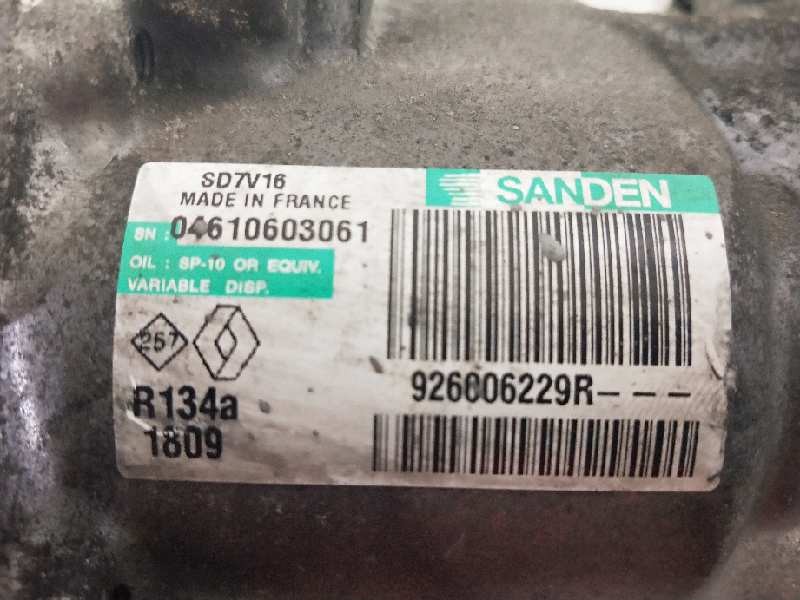 SD7V16
MADE IN FRANCE
SANDEN
SN : 04610603061
OIL : SP-10 OR EQUIV.
VARIABLE DISP.
257
926006229R---
R134a
1809